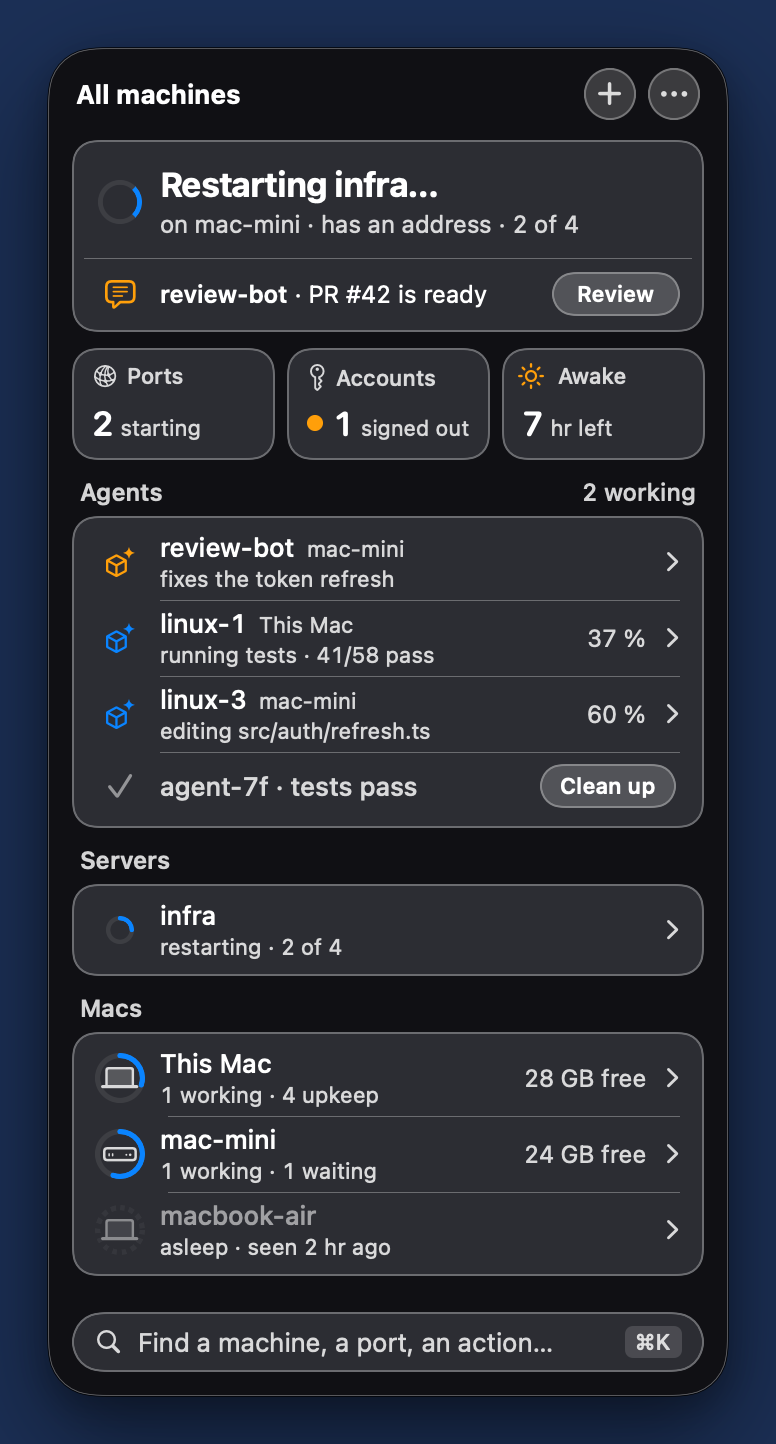 All machines
Restarting infra...
on mac-mini · has an address · 2 of 4
review-bot · PR #42 is ready
Review
Ports
2 starting
Accounts
1 signed out
Awake
7 hr left
Agents
2 working
review-bot mac-mini
fixes the token refresh
linux-1 This Mac
running tests · 41/58 pass
37 %
linux-3 mac-mini
editing src/auth/refresh.ts
60 %
agent-7f · tests pass
Clean up
Servers
infra
restarting · 2 of 4
Macs
This Mac
1 working · 4 upkeep
28 GB free
mac-mini
1 working · 1 waiting
24 GB free
macbook-air
asleep · seen 2 hr ago
Find a machine, a port, an action...
⌘K